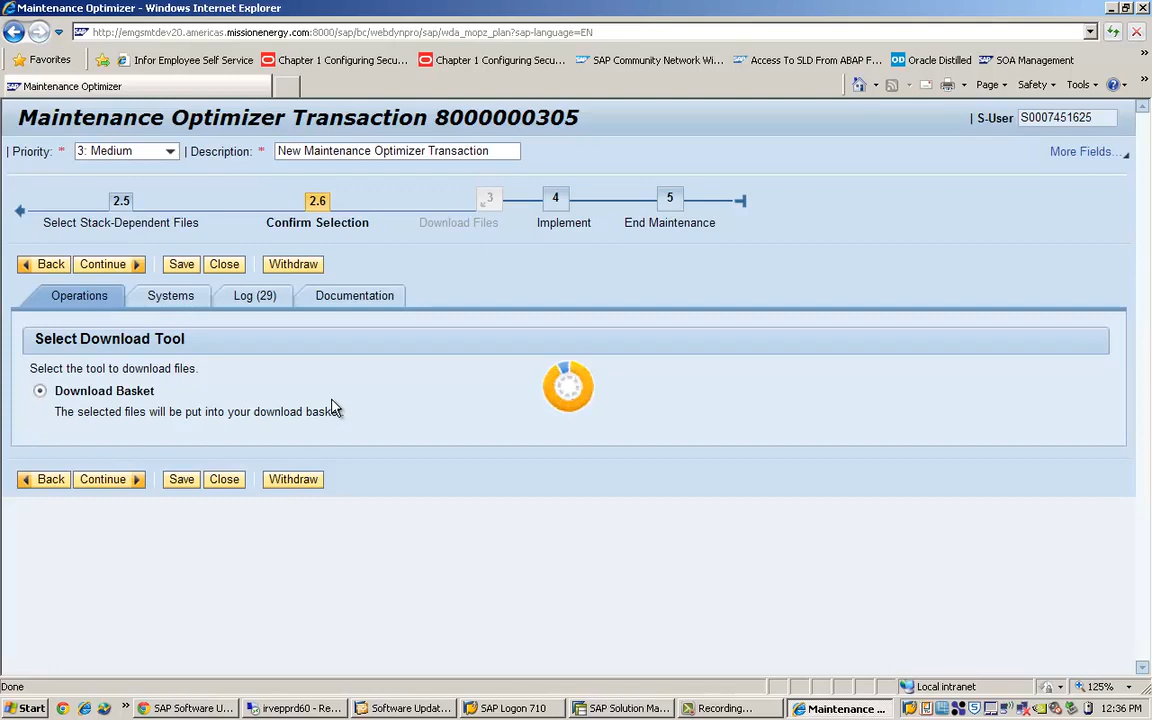 Maintenance Optimizer - Windows Internet Explorer
http://emgsmtdev20.americas.missionenergy.com:8000/sap/bc/webdynpro/sap/wda_mopz_plan?sap-language=EN
Favorites Infor Employee Self Service Chapter 1 Configuring Secu... Chapter 1 Configuring Secu... SAP Community Network Wi... Access To SLD From ABAP F... OD Oracle Distilled SOA Management
Maintenance Optimizer Page Safety Tools
Maintenance Optimizer Transaction 8000000305 | S-User S0007451625
| Priority: * 3: Medium | Description: * New Maintenance Optimizer Transaction More Fields...
2.5 2.6 3 4 5
Select Stack-Dependent Files Confirm Selection Download Files Implement End Maintenance
Back Continue Save Close Withdraw
Operations Systems Log (29) Documentation
Select Download Tool
Select the tool to download files.
Download Basket
The selected files will be put into your download
Back Continue Save Close Withdraw
Done Local intranet 125%
Start SAP Software U... irvepprd60 - Re... Software Updat... SAP Logon 710 SAP Solution Ma... Recording... Maintenance ... 12:36 PM